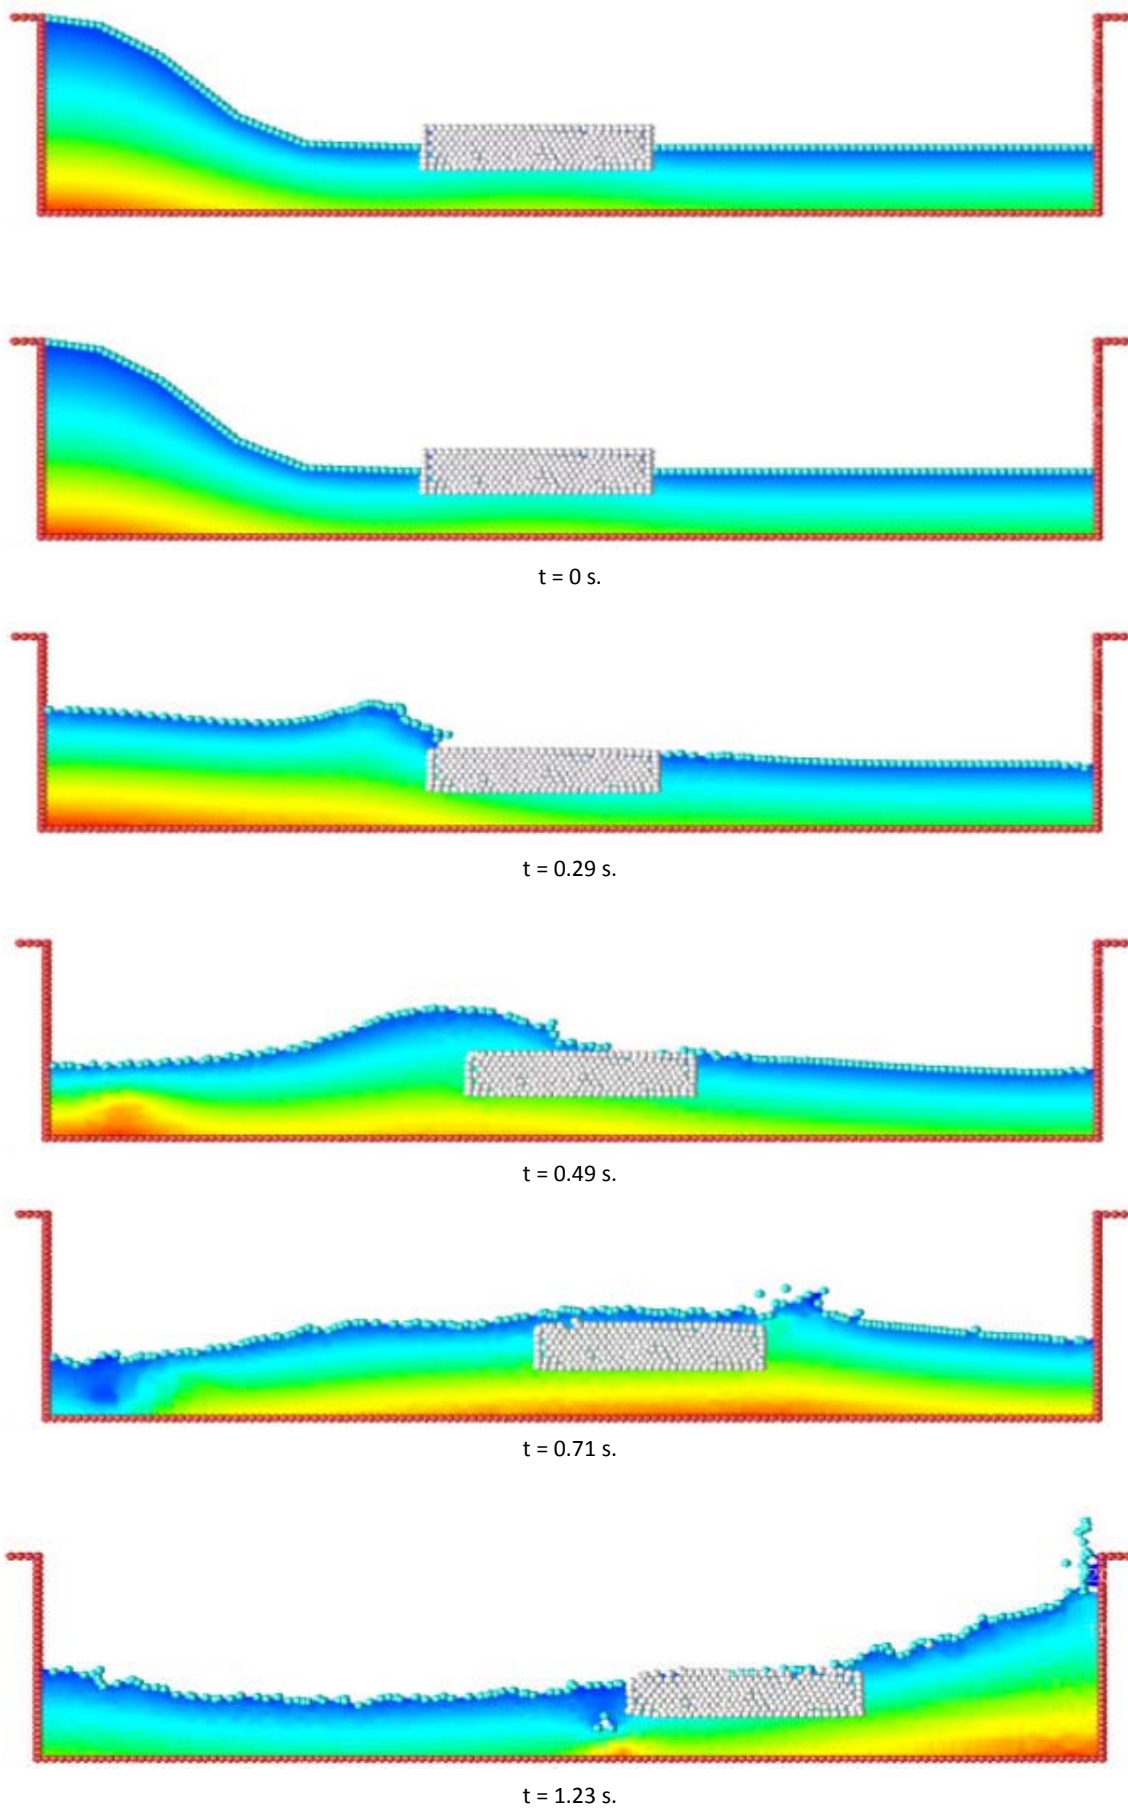 t = 0 s.
t = 0.29 s.
t = 0.49 s.
t = 0.71 s.
t = 1.23 s.